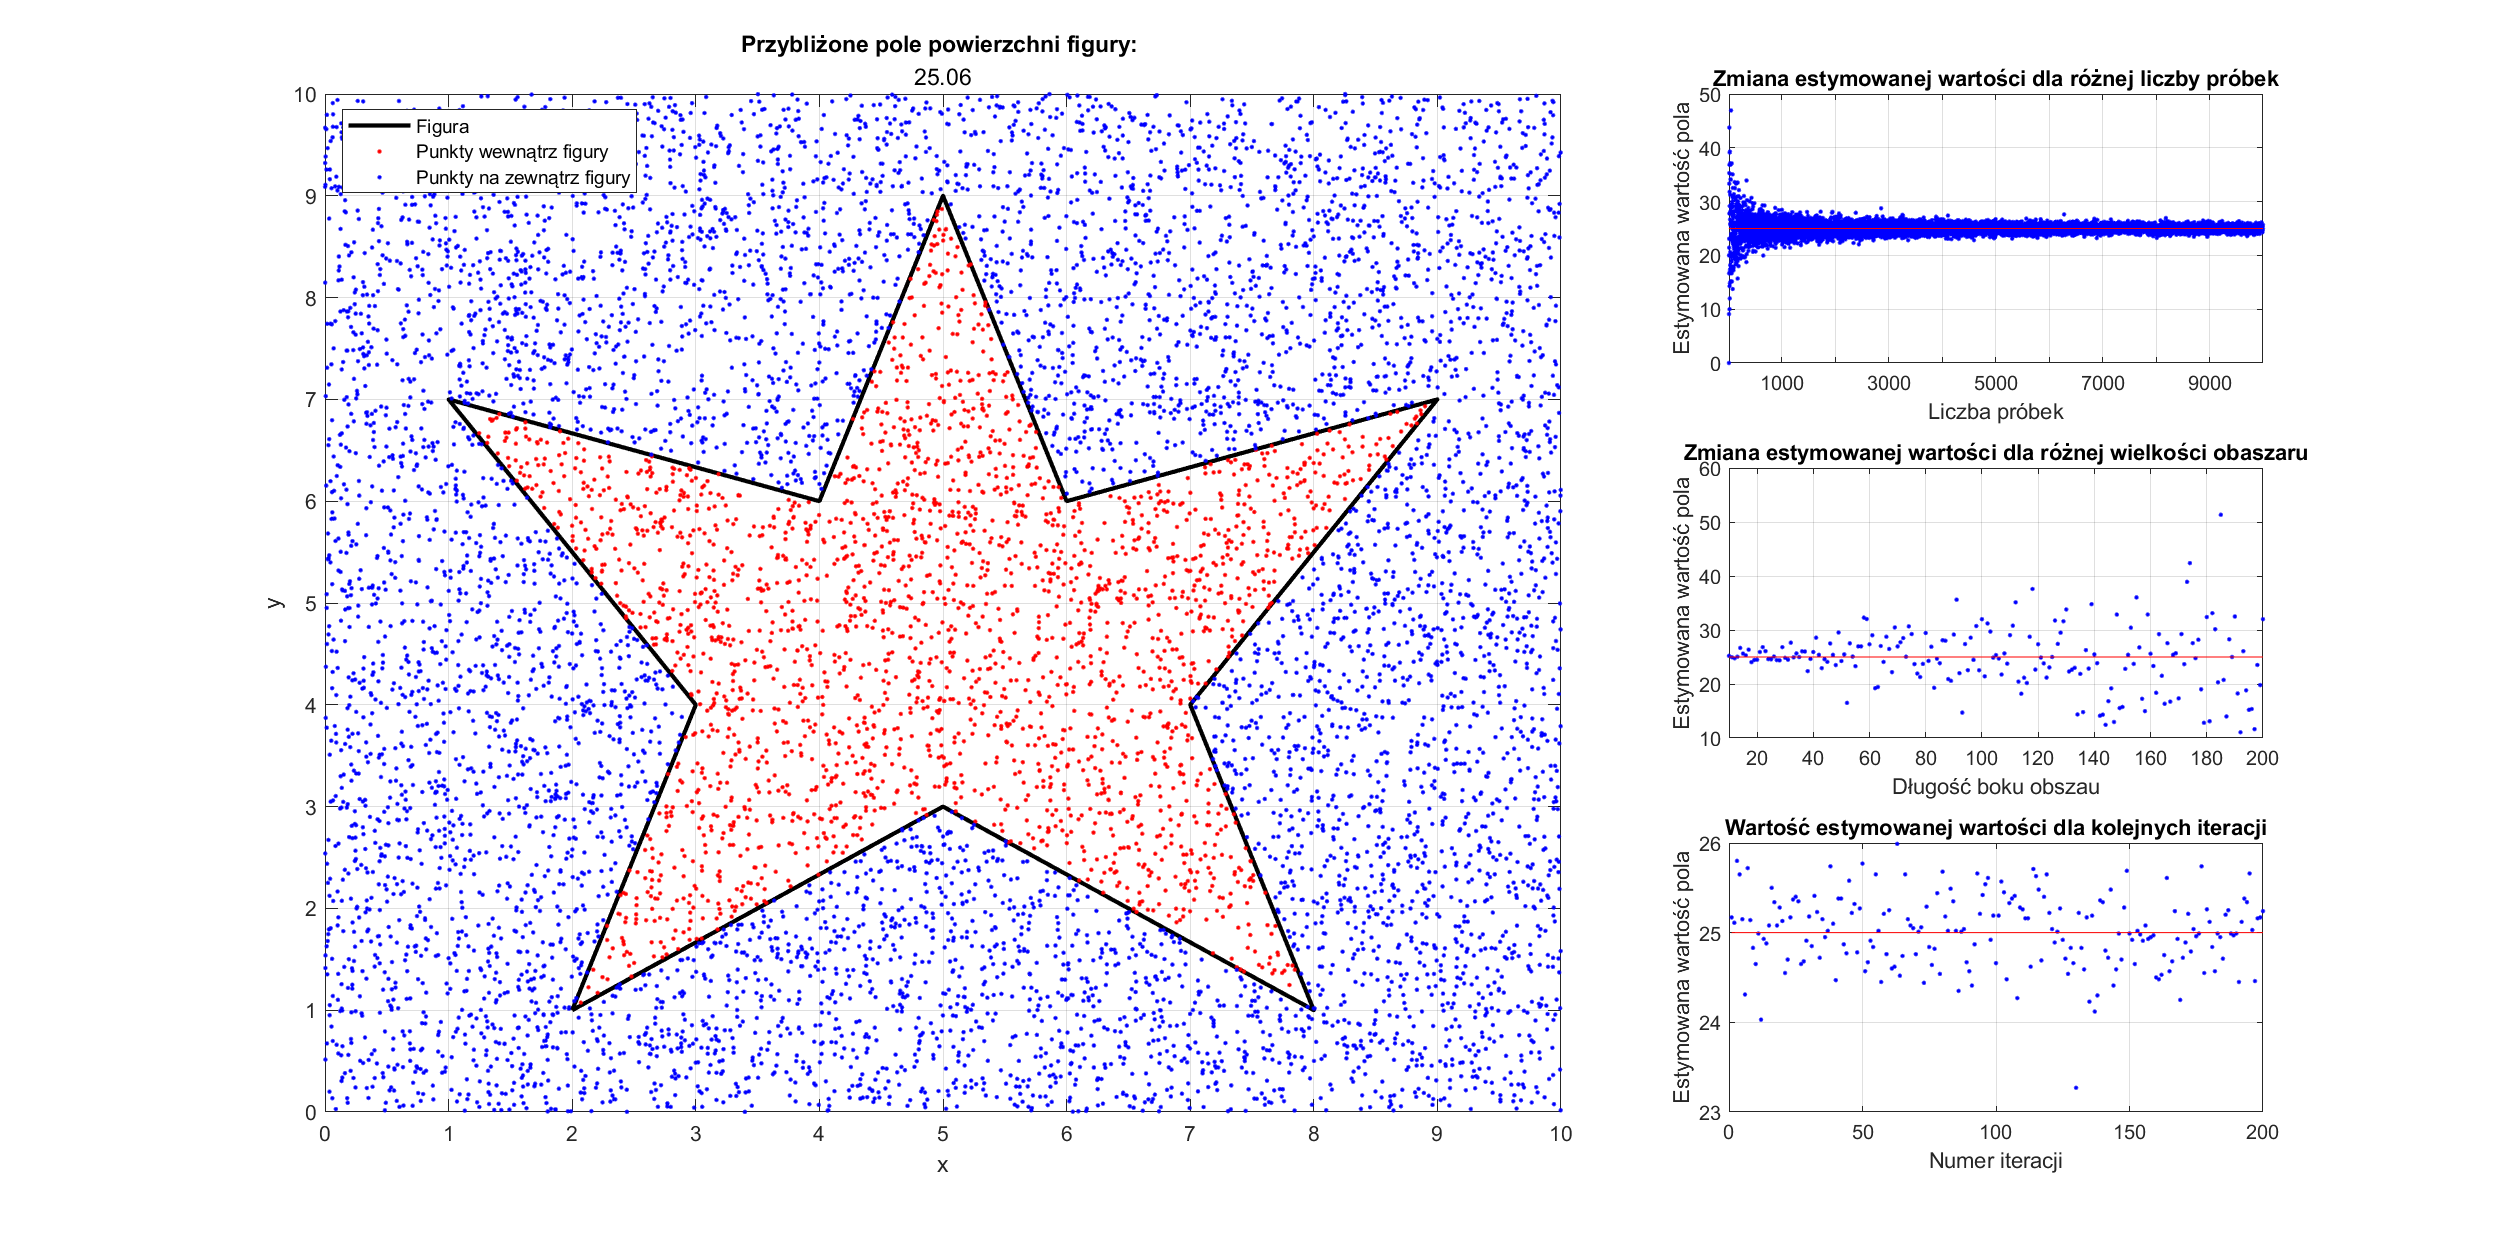 Przybliżone pole powierzchni figury:
25.06
Figura
Punkty wewnątrz figury
Punkty na zewnątrz figury
10
9
8
7
6
5
4
3
2
1
0
y
0 1 2 3 4 5 6 7 8 9 10
x
Zmiana estymowanej wartości dla różnej liczby próbek
Estymowana wartość pola
50
40
30
20
10
0
1000 3000 5000 7000 9000
Liczba próbek
Zmiana estymowanej wartości dla różnej wielkości obaszaru
Estymowana wartość pola
60
50
40
30
20
10
20 40 60 80 100 120 140 160 180 200
Długość boku obszau
Wartość estymowanej wartości dla kolejnych iteracji
Estymowana wartość pola
26
25
24
23
0 50 100 150 200
Numer iteracji